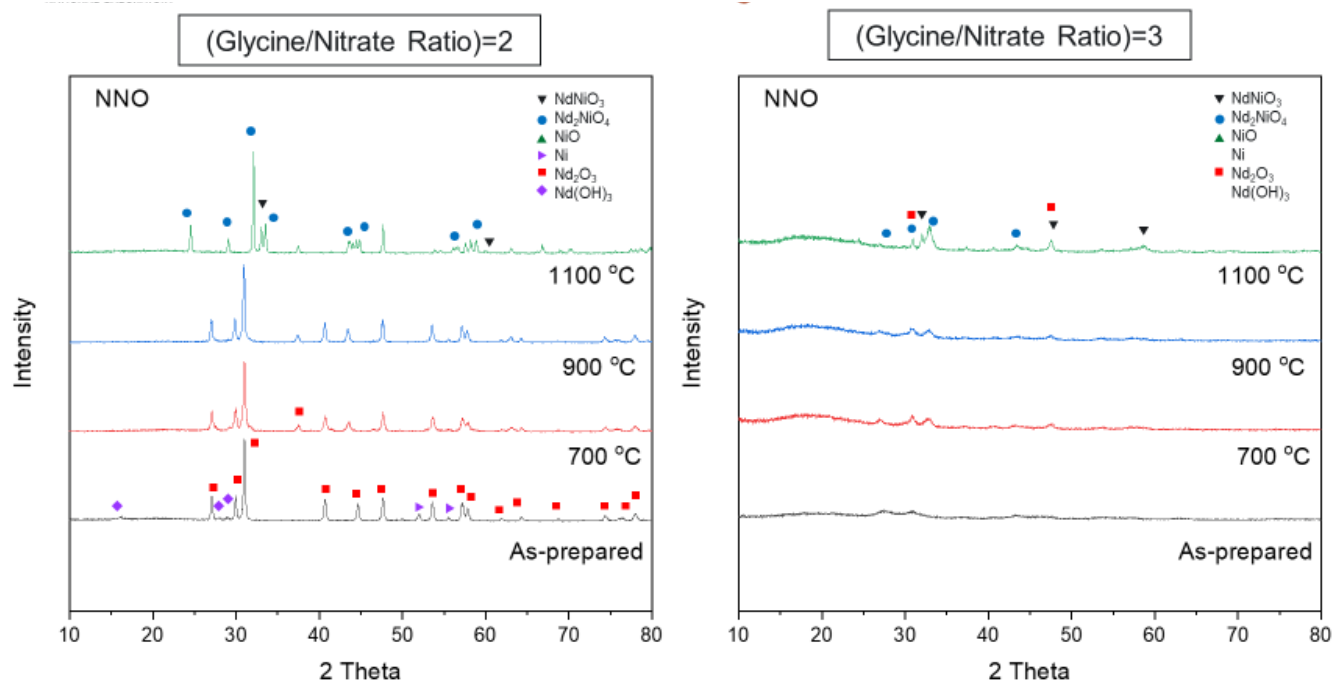 (Glycine/Nitrate Ratio)=2
NNO
NdNiO₃
Nd₂NiO₄
NiO
Ni
Nd₂O₃
Nd(OH)₃
1100 °C
900 °C
700 °C
As-prepared
Intensity
10 20 30 40 50 60 70 80
2 Theta
(Glycine/Nitrate Ratio)=3
NNO
NdNiO₃
Nd₂NiO₄
NiO
Ni
Nd₂O₃
Nd(OH)₃
1100 °C
900 °C
700 °C
As-prepared
Intensity
10 20 30 40 50 60 70 80
2 Theta